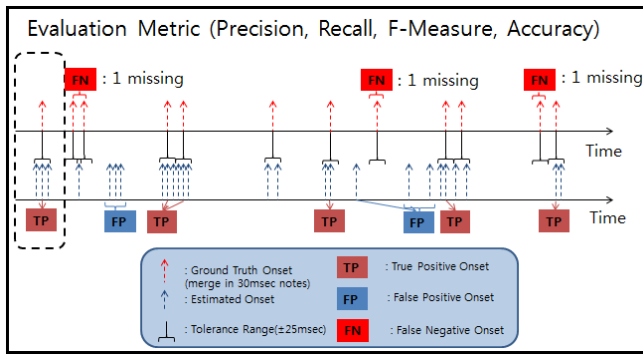 Evaluation Metric (Precision, Recall, F-Measure, Accuracy)
FN : 1 missing
FN : 1 missing
FN : 1 missing
Time
Time
TP
FP
TP
TP
FP
TP
TP
: Ground Truth Onset
(merge in 30msec notes)
: Estimated Onset
: Tolerance Range(±25msec)
TP : True Positive Onset
FP : False Positive Onset
FN : False Negative Onset